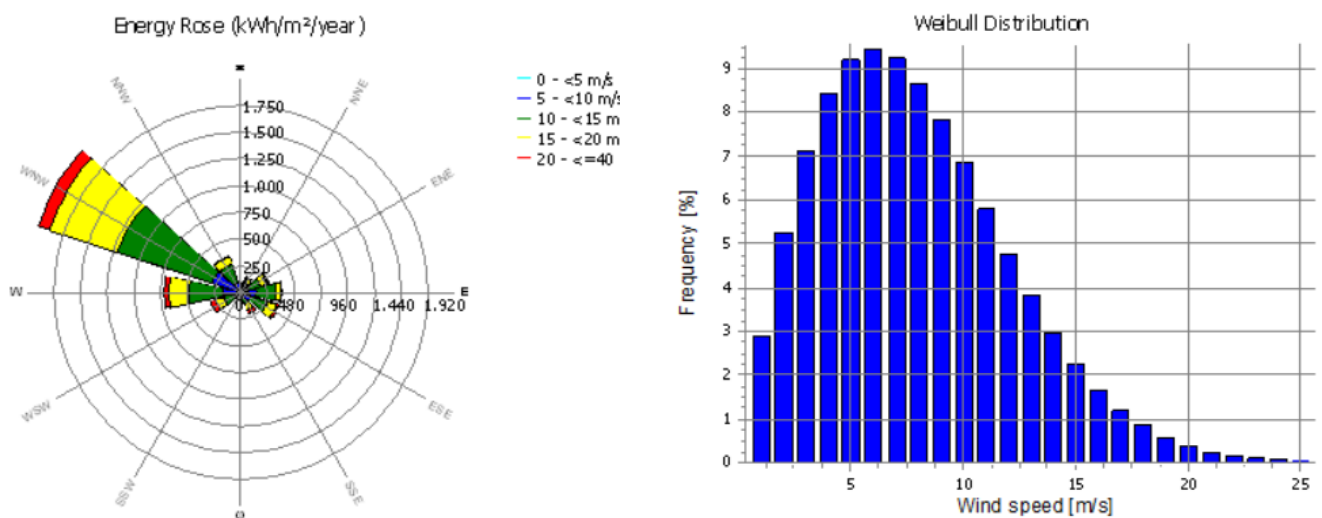 Energy Rose (kWh/m²/year)
NNW
NNE
WNW
ENE
W
E
WSW
ESE
SSW
SSE
1.750
1.500
1.250
1.000
750
500
250
0
480
960
1.440
1.920
0 - <5 m/s
5 - <10 m/s
10 - <15 m
15 - <20 m
20 - <=40
Weibull Distribution
Frequency [%]
9
8
7
6
5
4
3
2
1
0
5
10
15
20
25
Wind speed [m/s]